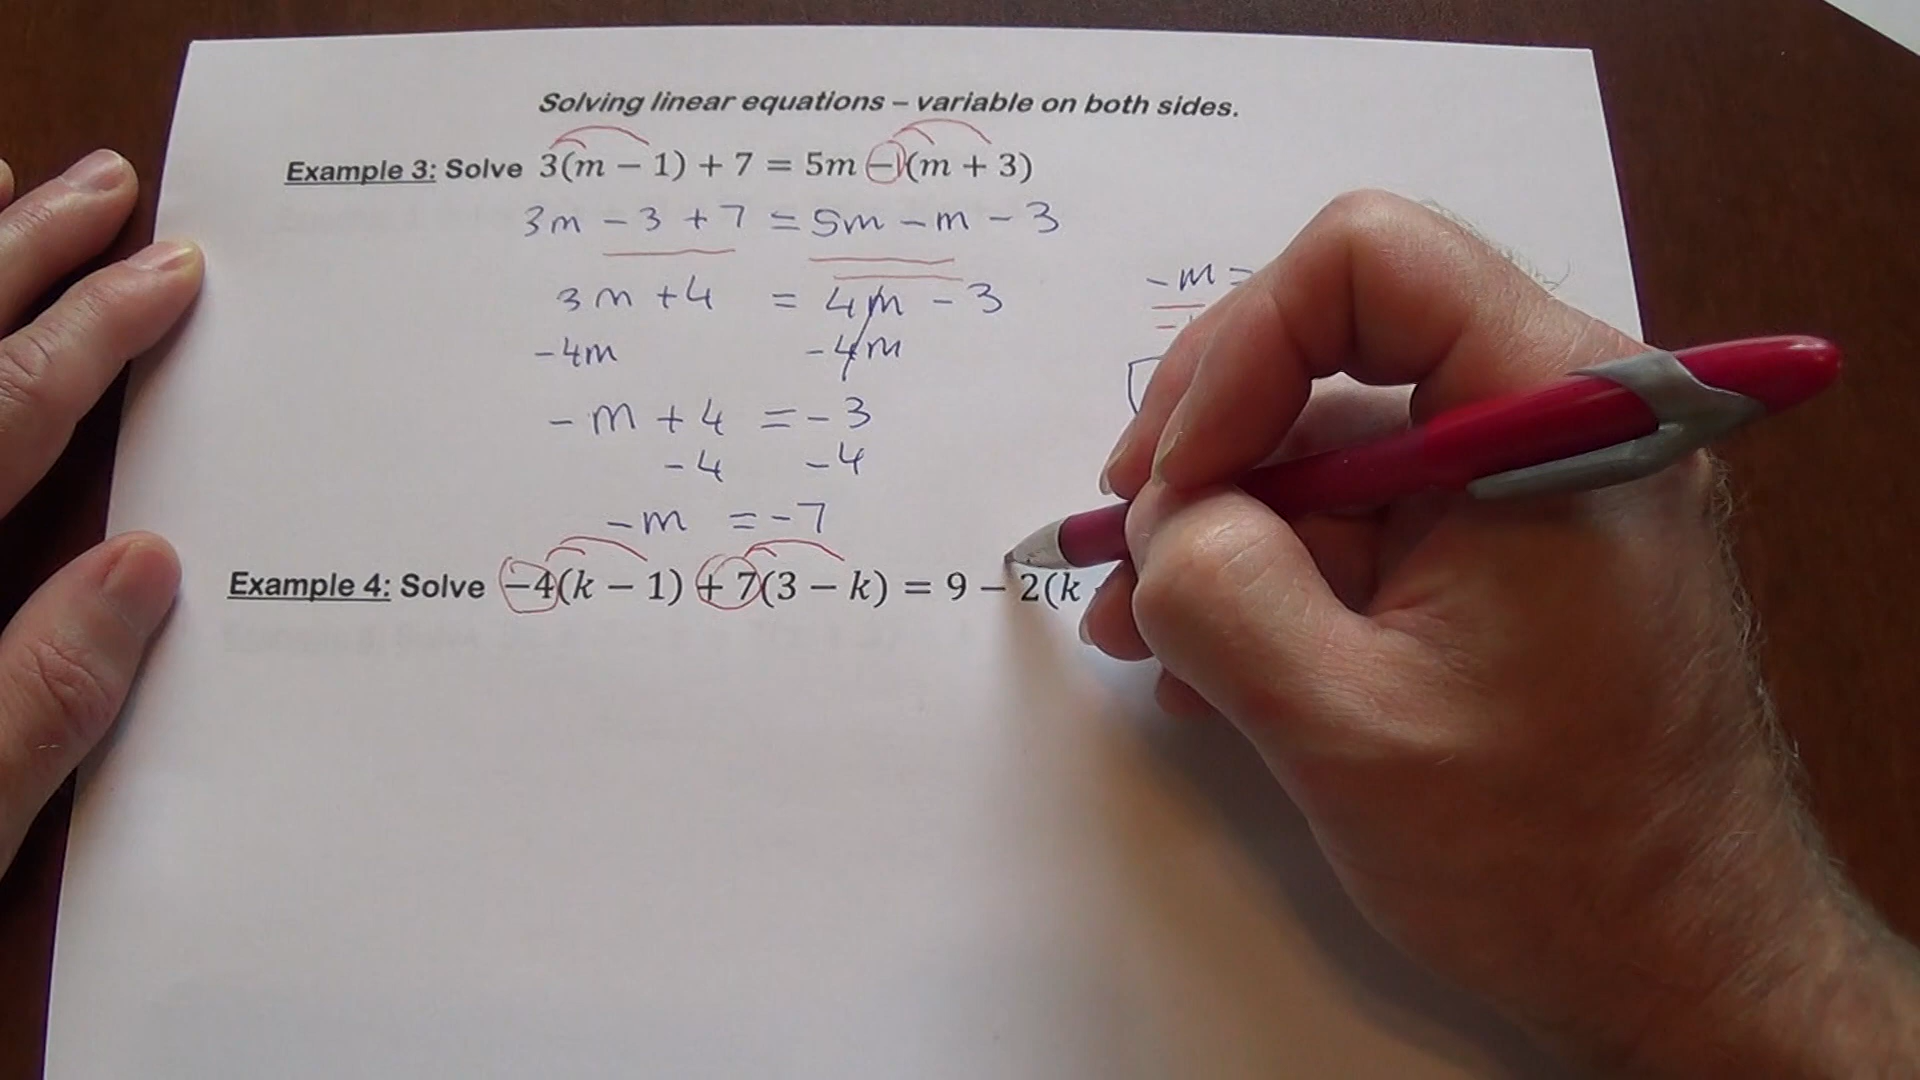 Solving linear equations – variable on both sides.
Example 3: Solve 3(m − 1) + 7 = 5m −1(m + 3)
3m − 3 + 7 = 5m − m − 3
3m + 4 = 4m − 3
−4m −4m
−m + 4 = −3
−4 −4
−m = −7
−m =
Example 4: Solve −4(k − 1) + 7(3 − k) = 9 − 2(k